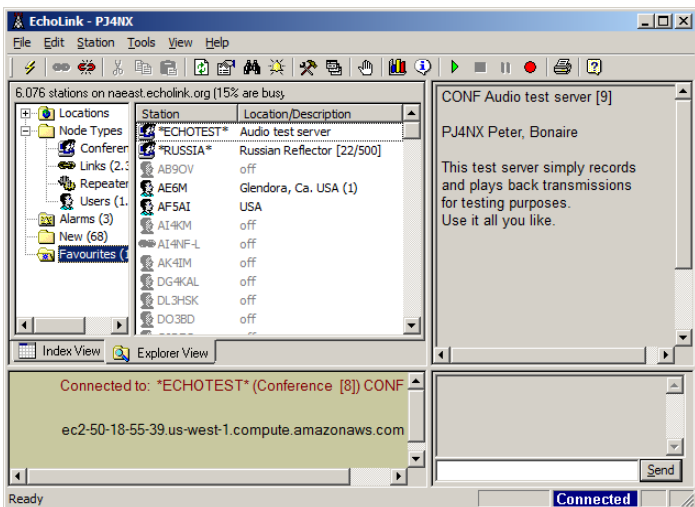 EchoLink - PJ4NX
File Edit Station Tools View Help
6.076 stations on naeast.echolink.org (15% are busy
Locations
Node Types
Conferen
Links (2.3
Repeater
Users (1.
Alarms (3)
New (68)
Favourites (1
Station Location/Description
*ECHOTEST* Audio test server
*RUSSIA* Russian Reflector [22/500]
AB9OV off
AE6M Glendora, Ca. USA (1)
AF5AI USA
AI4KM off
AI4NF-L off
AK4IM off
DG4KAL off
DL3HSK off
DO3BD off
Index View Explorer View
CONF Audio test server [9]
PJ4NX Peter, Bonaire
This test server simply records
and plays back transmissions
for testing purposes.
Use it all you like.
Connected to: *ECHOTEST* (Conference [8]) CONF
ec2-50-18-55-39.us-west-1.compute.amazonaws.com
Send
Ready
Connected